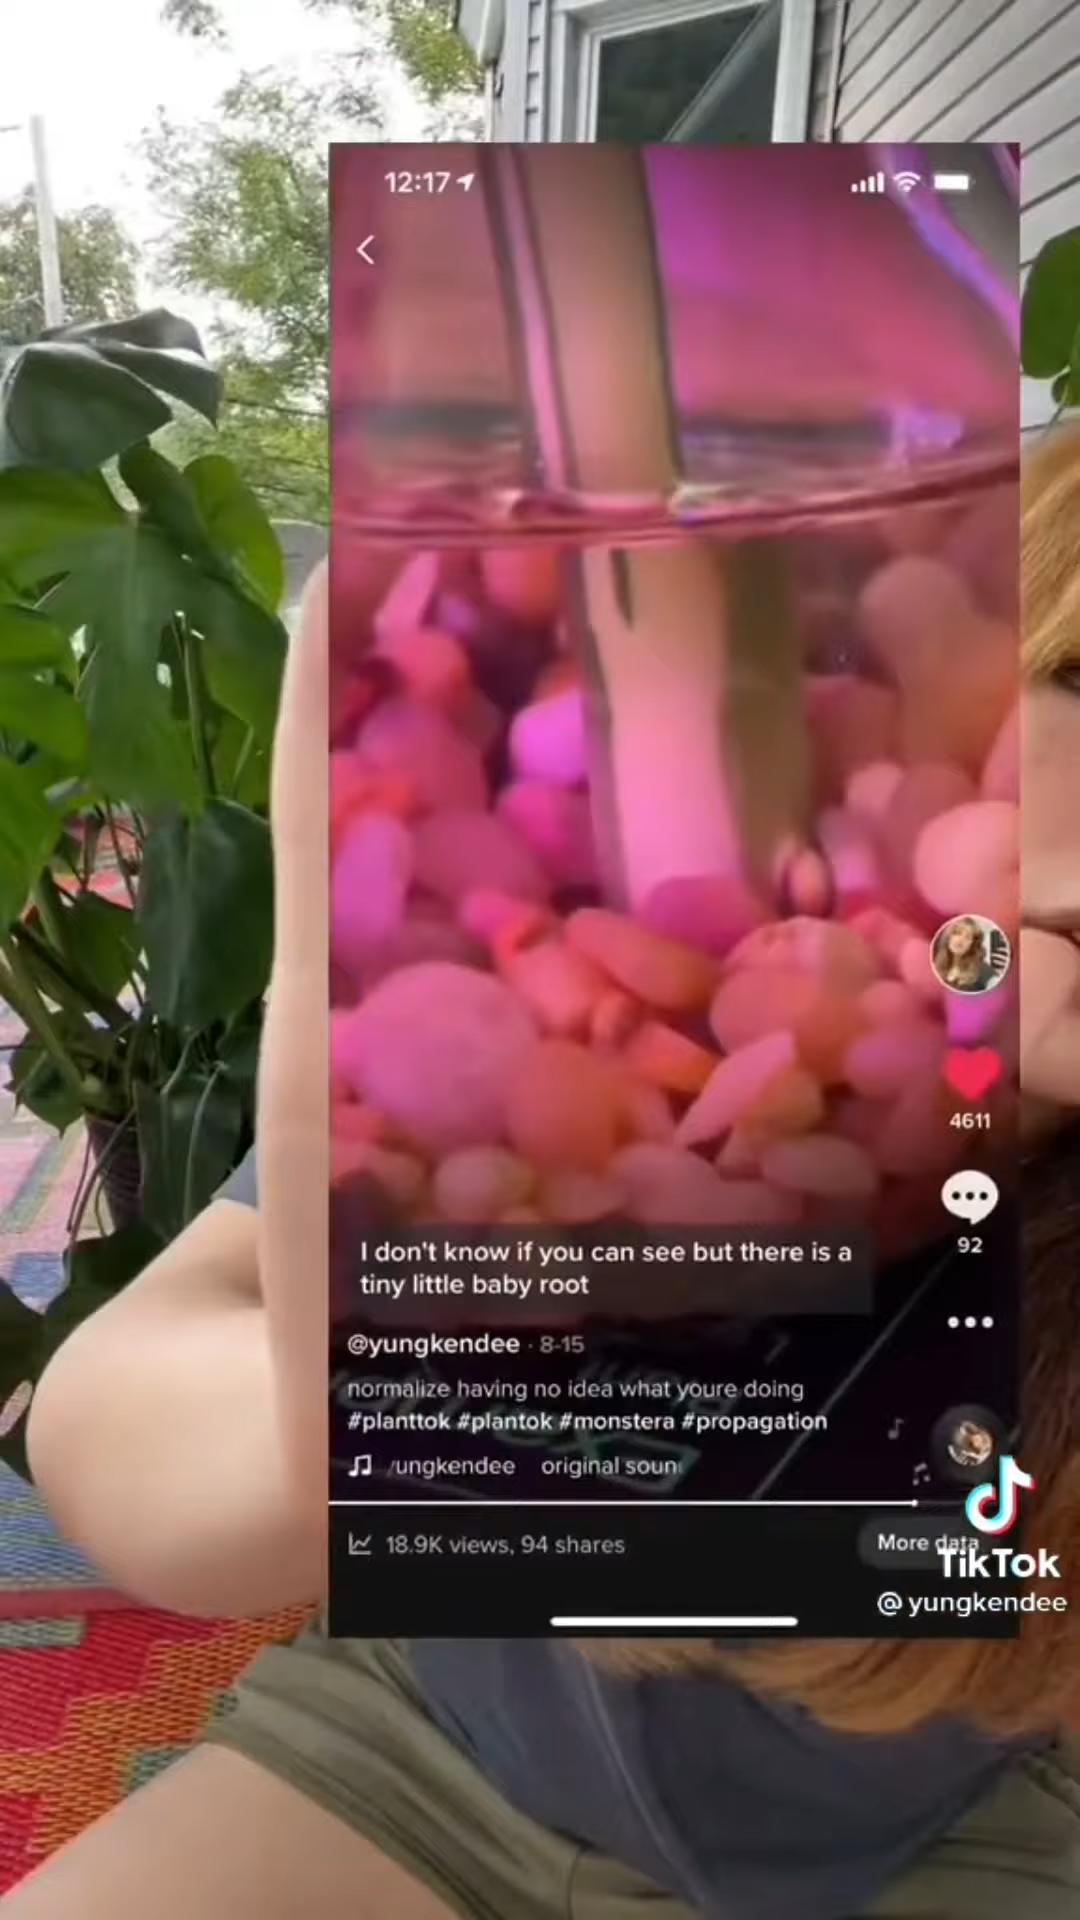 12:17
4611
92
I don't know if you can see but there is a
tiny little baby root
@yungkendee · 8-15
normalize having no idea what youre doing
#planttok #plantok #monstera #propagation
ungkendee original soun
18.9K views, 94 shares
More data
TikTok
@yungkendee